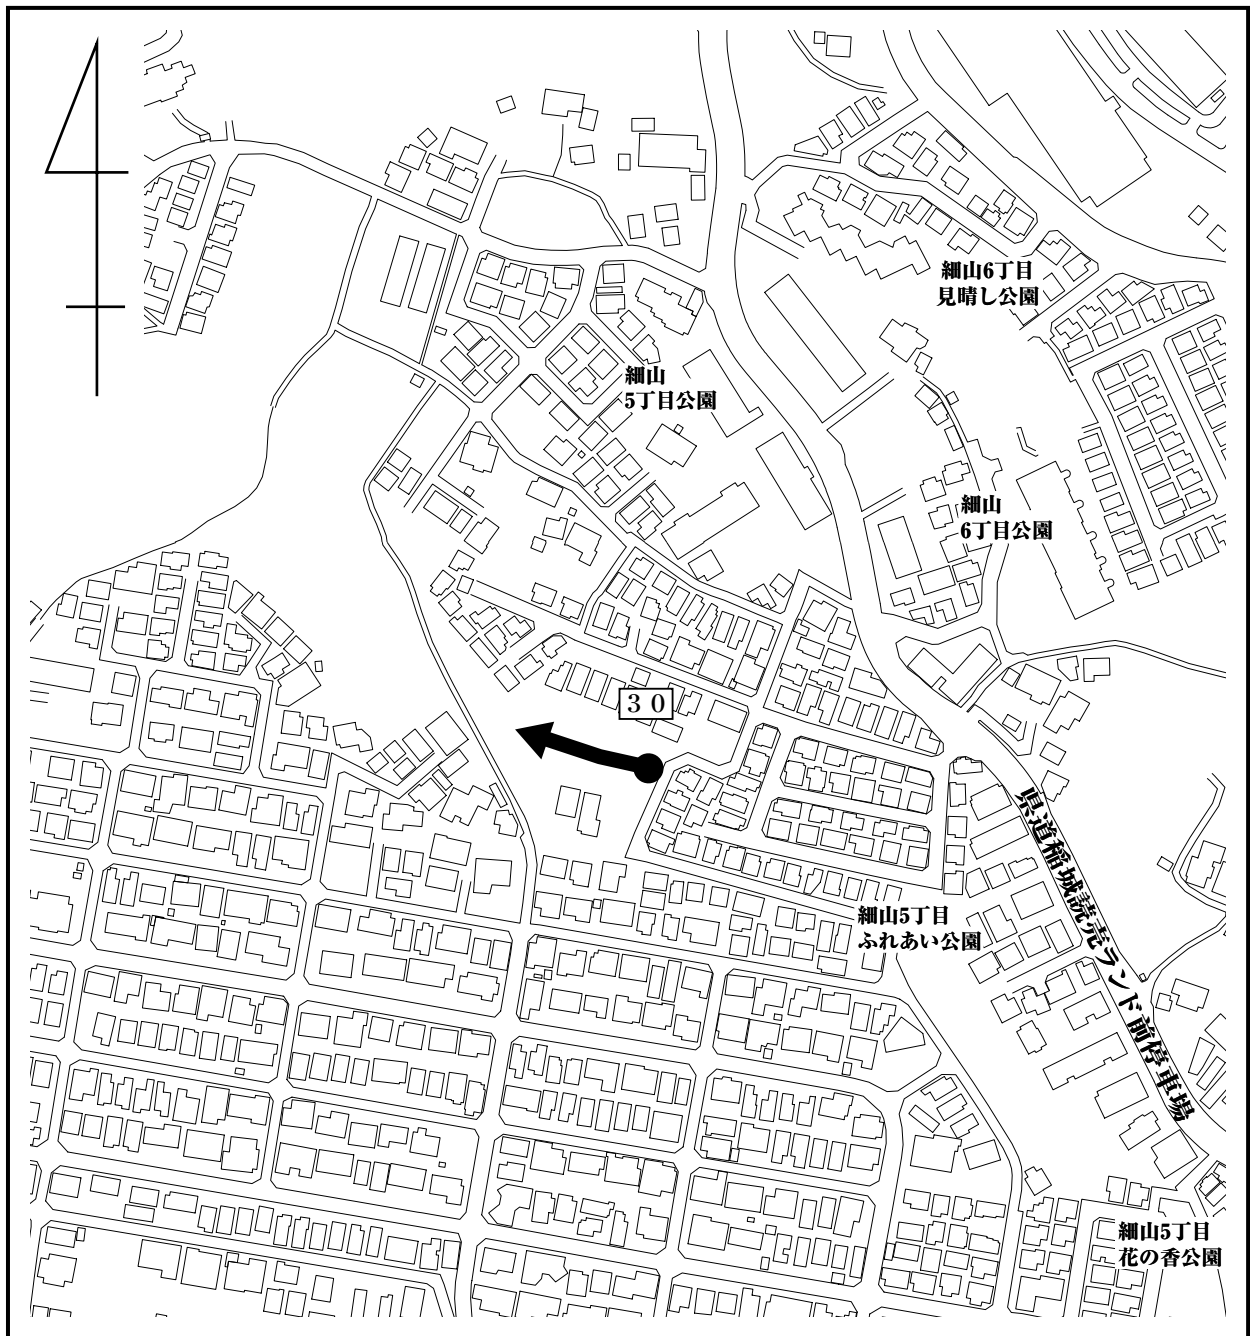 細山6丁目
見晴し公園
細山
5丁目公園
細山
6丁目公園
３０
県道稲城読売ランド前停車場
細山5丁目
ふれあい公園
細山5丁目
花の香公園